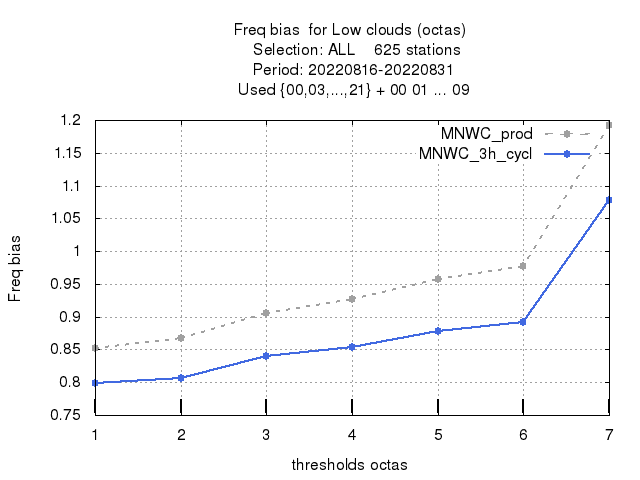 Freq bias  for Low clouds (octas)
Selection: ALL    625 stations
Period: 20220816-20220831
Used {00,03,...,21} + 00 01 ... 09
MNWC_prod
MNWC_3h_cycl
1.2
1.15
1.1
1.05
1
0.95
0.9
0.85
0.8
0.75
Freq bias
1 2 3 4 5 6 7
thresholds octas